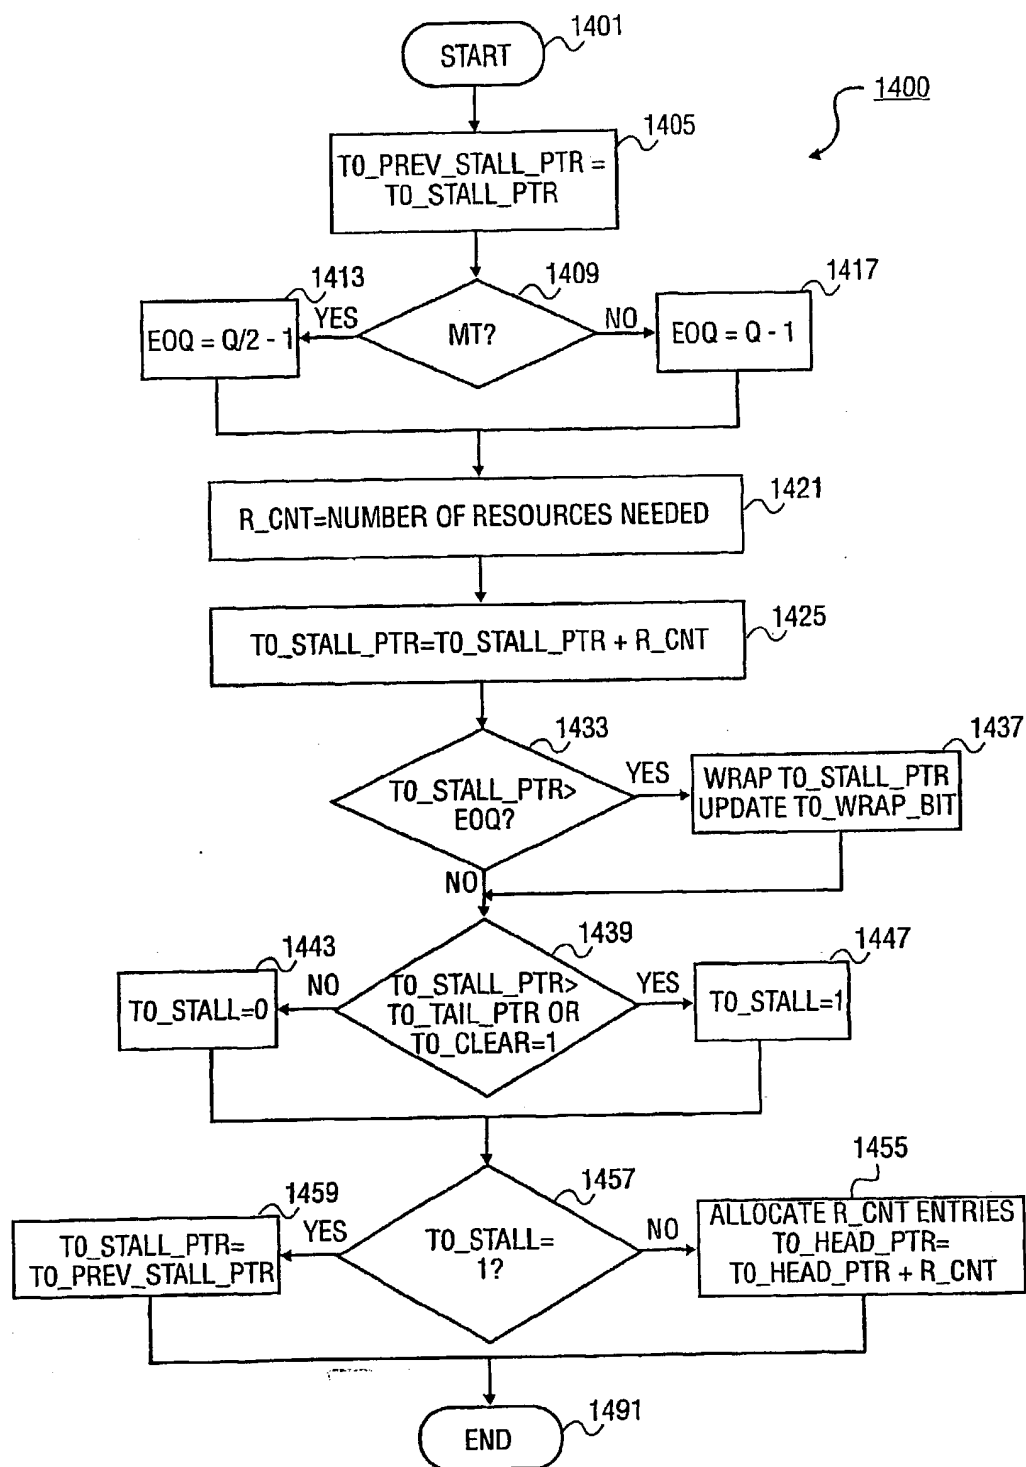 1401
START
1400
1405
T0_PREV_STALL_PTR =
T0_STALL_PTR
1413
1409
1417
YES
NO
EOQ = Q/2 - 1
MT?
EOQ = Q - 1
1421
R_CNT=NUMBER OF RESOURCES NEEDED
1425
T0_STALL_PTR=T0_STALL_PTR + R_CNT
1433
1437
YES
T0_STALL_PTR>
EOQ?
WRAP T0_STALL_PTR
UPDATE T0_WRAP_BIT
NO
1443
1439
1447
NO
YES
T0_STALL=0
T0_STALL_PTR>
T0_TAIL_PTR OR
T0_CLEAR=1
T0_STALL=1
1459
1457
1455
YES
NO
T0_STALL_PTR=
T0_PREV_STALL_PTR
T0_STALL=
1?
ALLOCATE R_CNT ENTRIES
T0_HEAD_PTR=
T0_HEAD_PTR + R_CNT
END
1491